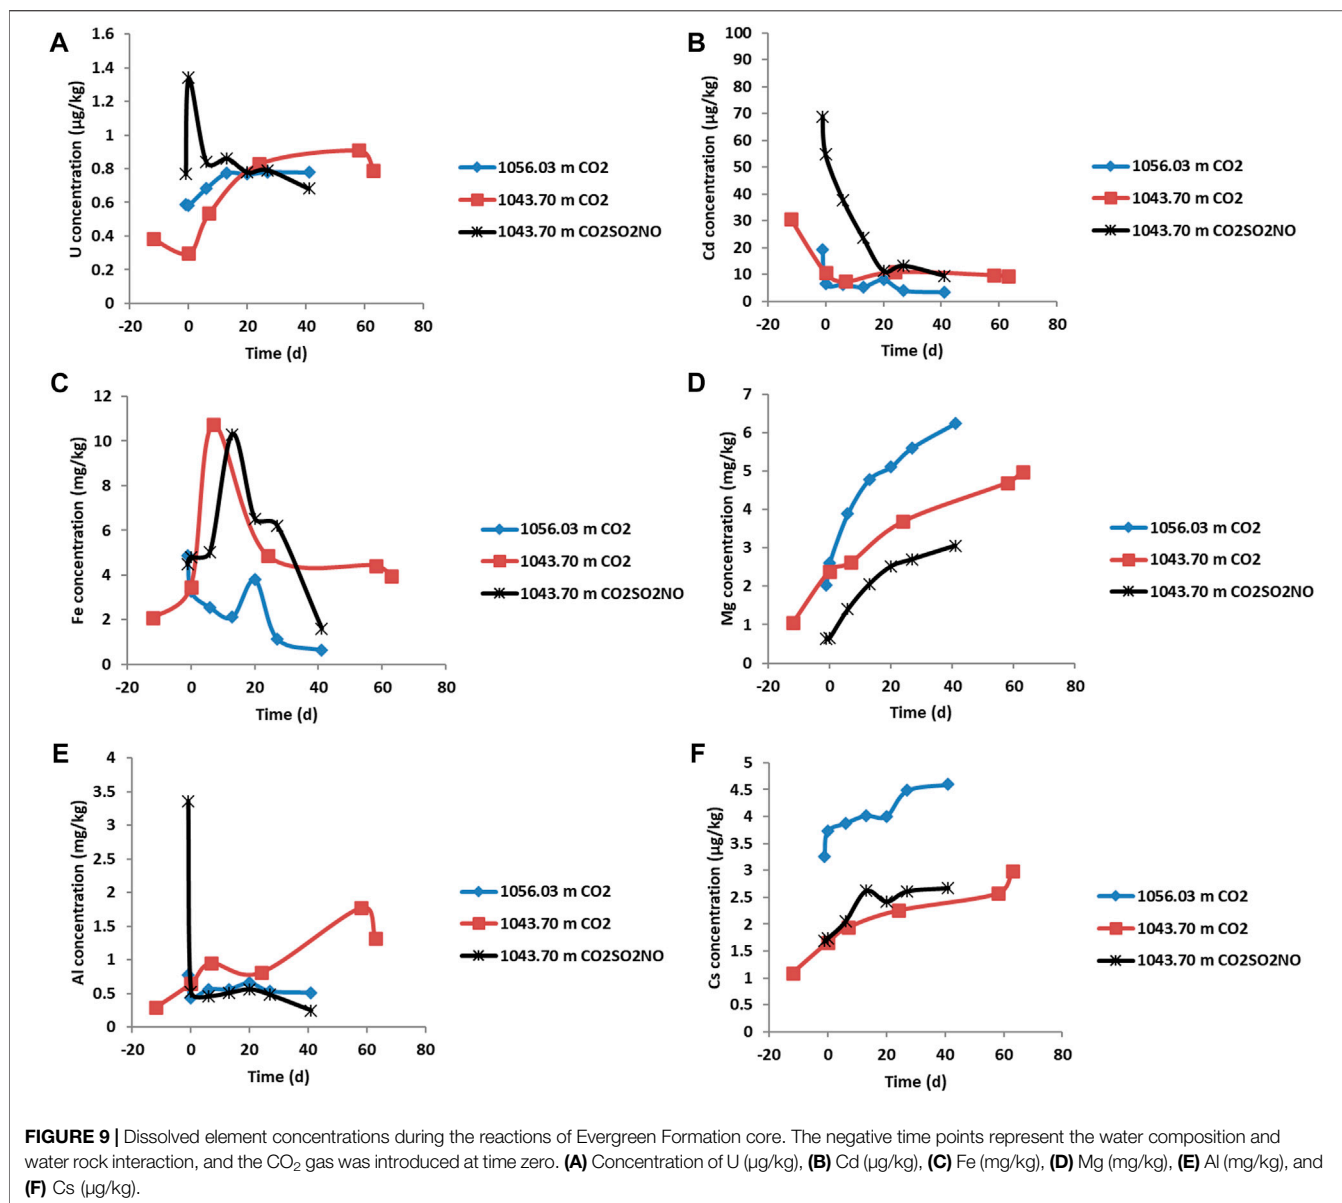 A
U concentration (µg/kg)
1.6
1.4
1.2
1
0.8
0.6
0.4
0.2
0
-20 0 20 40 60 80
Time (d)
1056.03 m CO2
1043.70 m CO2
1043.70 m CO2SO2NO
B
Cd concentration (µg/kg)
100
90
80
70
60
50
40
30
20
10
0
-20 0 20 40 60 80
Time (d)
1056.03 m CO2
1043.70 m CO2
1043.70 m CO2SO2NO
C
Fe concentration (mg/kg)
12
10
8
6
4
2
0
-20 0 20 40 60 80
Time (d)
1056.03 m CO2
1043.70 m CO2
1043.70 m CO2SO2NO
D
Mg concentration (mg/kg)
7
6
5
4
3
2
1
0
-20 0 20 40 60 80
Time (d)
1056.03 m CO2
1043.70 m CO2
1043.70 m CO2SO2NO
E
Al concentration (mg/kg)
4
3.5
3
2.5
2
1.5
1
0.5
0
-20 0 20 40 60 80
Time (d)
1056.03 m CO2
1043.70 m CO2
1043.70 m CO2SO2NO
F
Cs concentration (µg/kg)
5
4.5
4
3.5
3
2.5
2
1.5
1
0.5
0
-20 0 20 40 60 80
Time (d)
1056.03 m CO2
1043.70 m CO2
1043.70 m CO2SO2NO
FIGURE 9 | Dissolved element concentrations during the reactions of Evergreen Formation core. The negative time points represent the water composition and
water rock interaction, and the CO₂ gas was introduced at time zero. (A) Concentration of U (µg/kg), (B) Cd (µg/kg), (C) Fe (mg/kg), (D) Mg (mg/kg), (E) Al (mg/kg), and
(F) Cs (µg/kg).